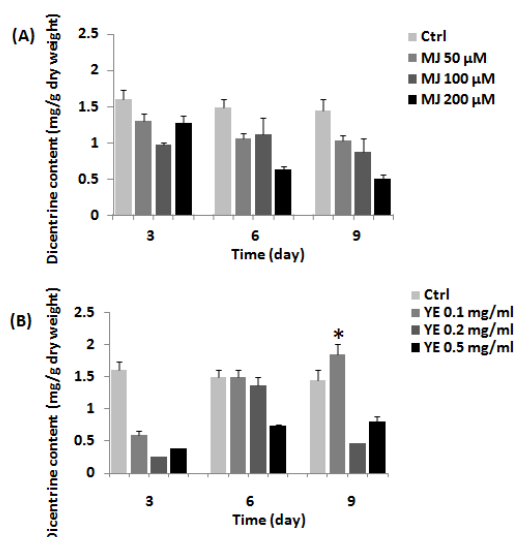 (A)
Dicentrine content (mg/g dry weight)
2.5
2
1.5
1
0.5
0
3 6 9
Time (day)
Ctrl
MJ 50 µM
MJ 100 µM
MJ 200 µM
(B)
Dicentrine content (mg/g dry weight)
2.5
2
1.5
1
0.5
0
*
3 6 9
Time (day)
Ctrl
YE 0.1 mg/ml
YE 0.2 mg/ml
YE 0.5 mg/ml